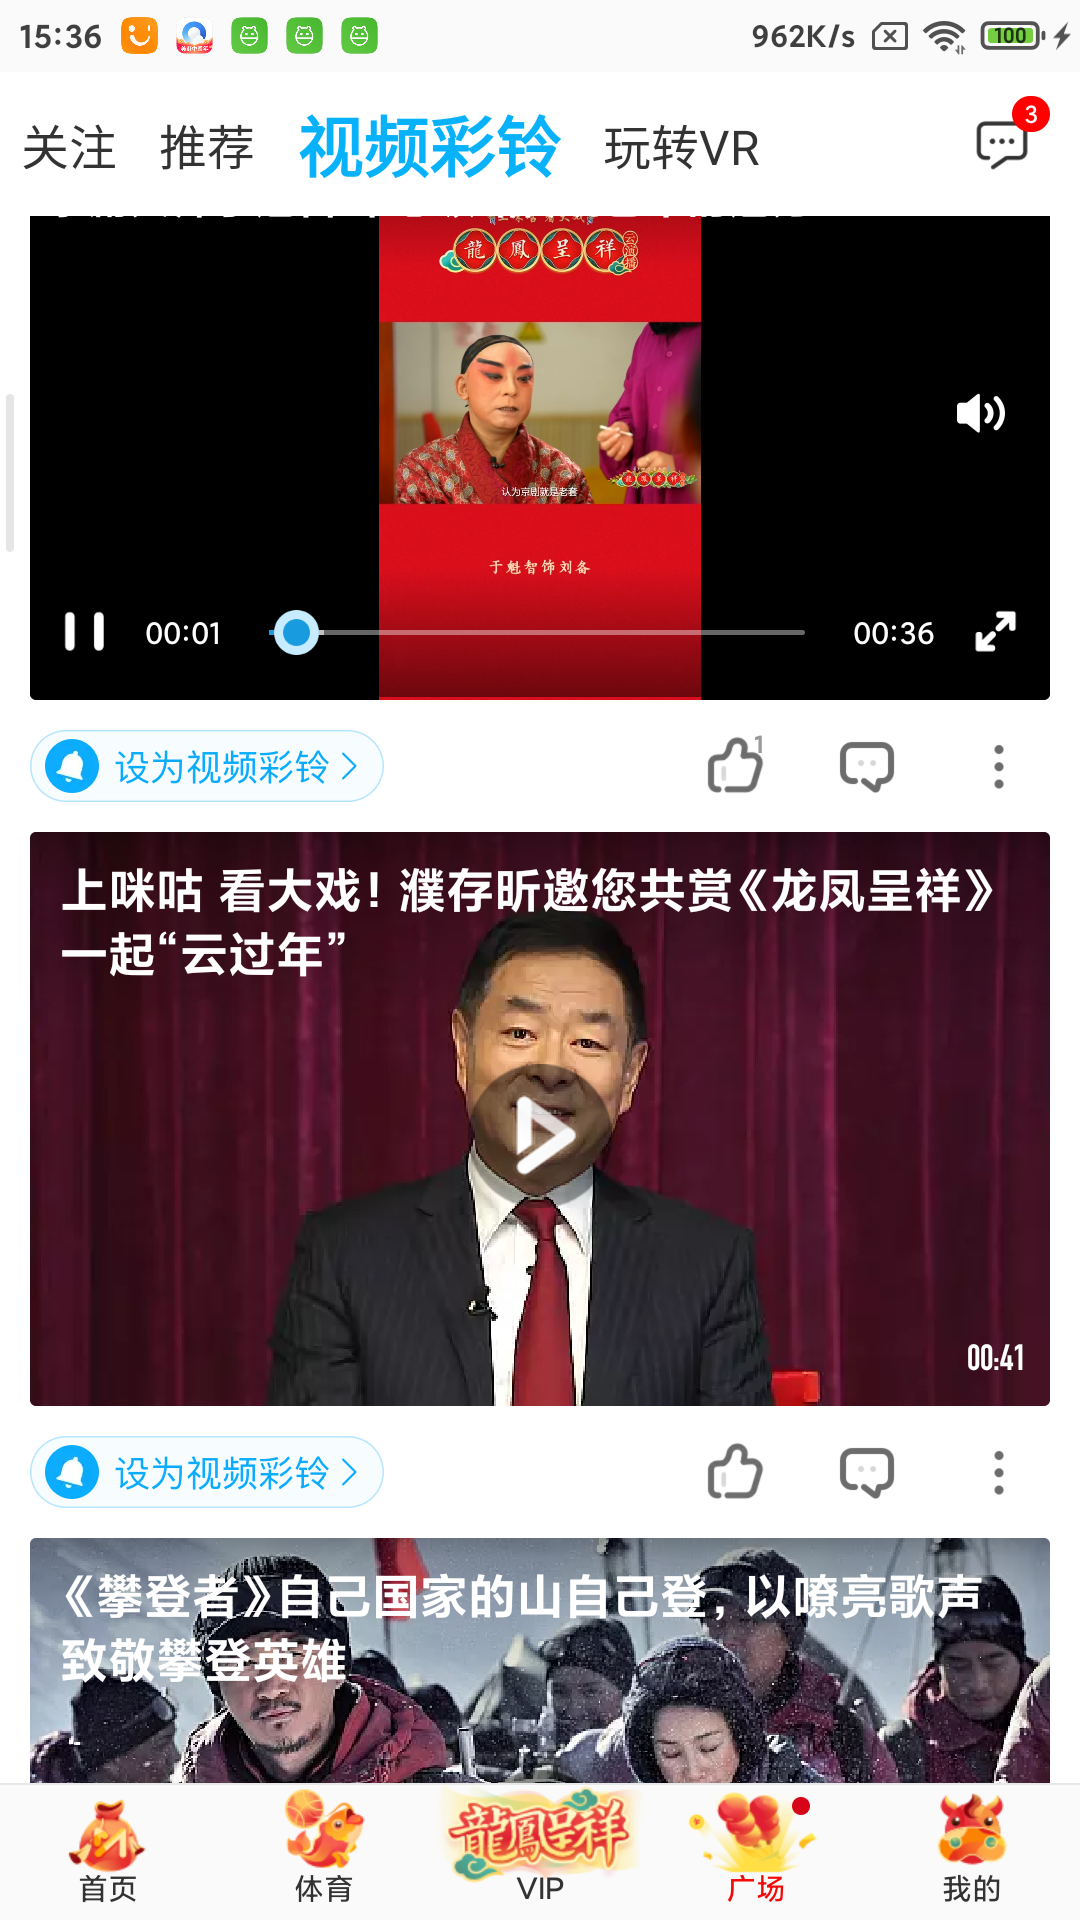 15:36
962K/s
100
关注 推荐 视频彩铃 玩转VR
3
龍鳳呈祥
认为京剧就是老套
于魁智饰刘备
00:01
00:36
设为视频彩铃
1
上咪咕 看大戏！濮存昕邀您共赏《龙凤呈祥》
一起“云过年”
00:41
设为视频彩铃
《攀登者》自己国家的山自己登，以嘹亮歌声
致敬攀登英雄
龍鳳呈祥
首页 体育 VIP 广场 我的